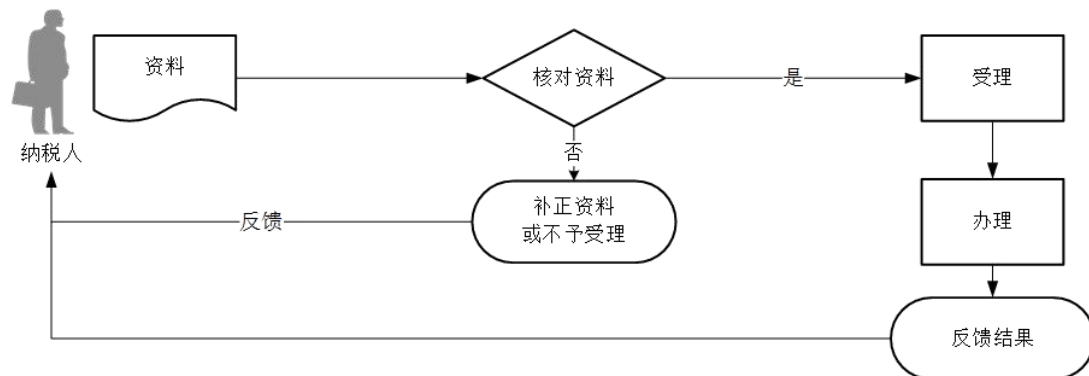 资料
核对资料
是
受理
纳税人
否
补正资料
或不予受理
反馈
办理
反馈结果